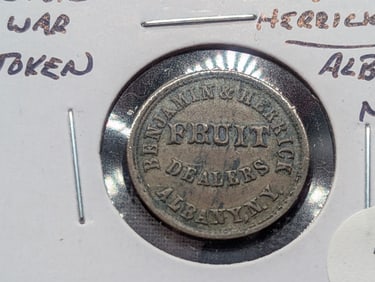 WAR
TOKEN
HERRICK
ALB
BENJAMIN & HERRICK
FRUIT
DEALERS
ALBANY, N.Y.